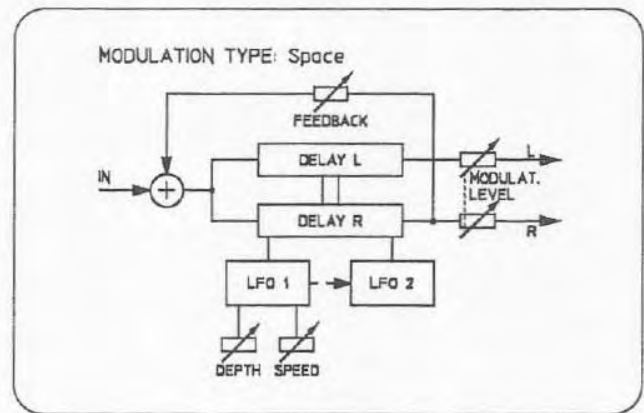 MODULATION TYPE: Space
FEEDBACK
IN
DELAY L
L
MODULAT.
LEVEL
DELAY R
R
LFO 1
LFO 2
DEPTH SPEED